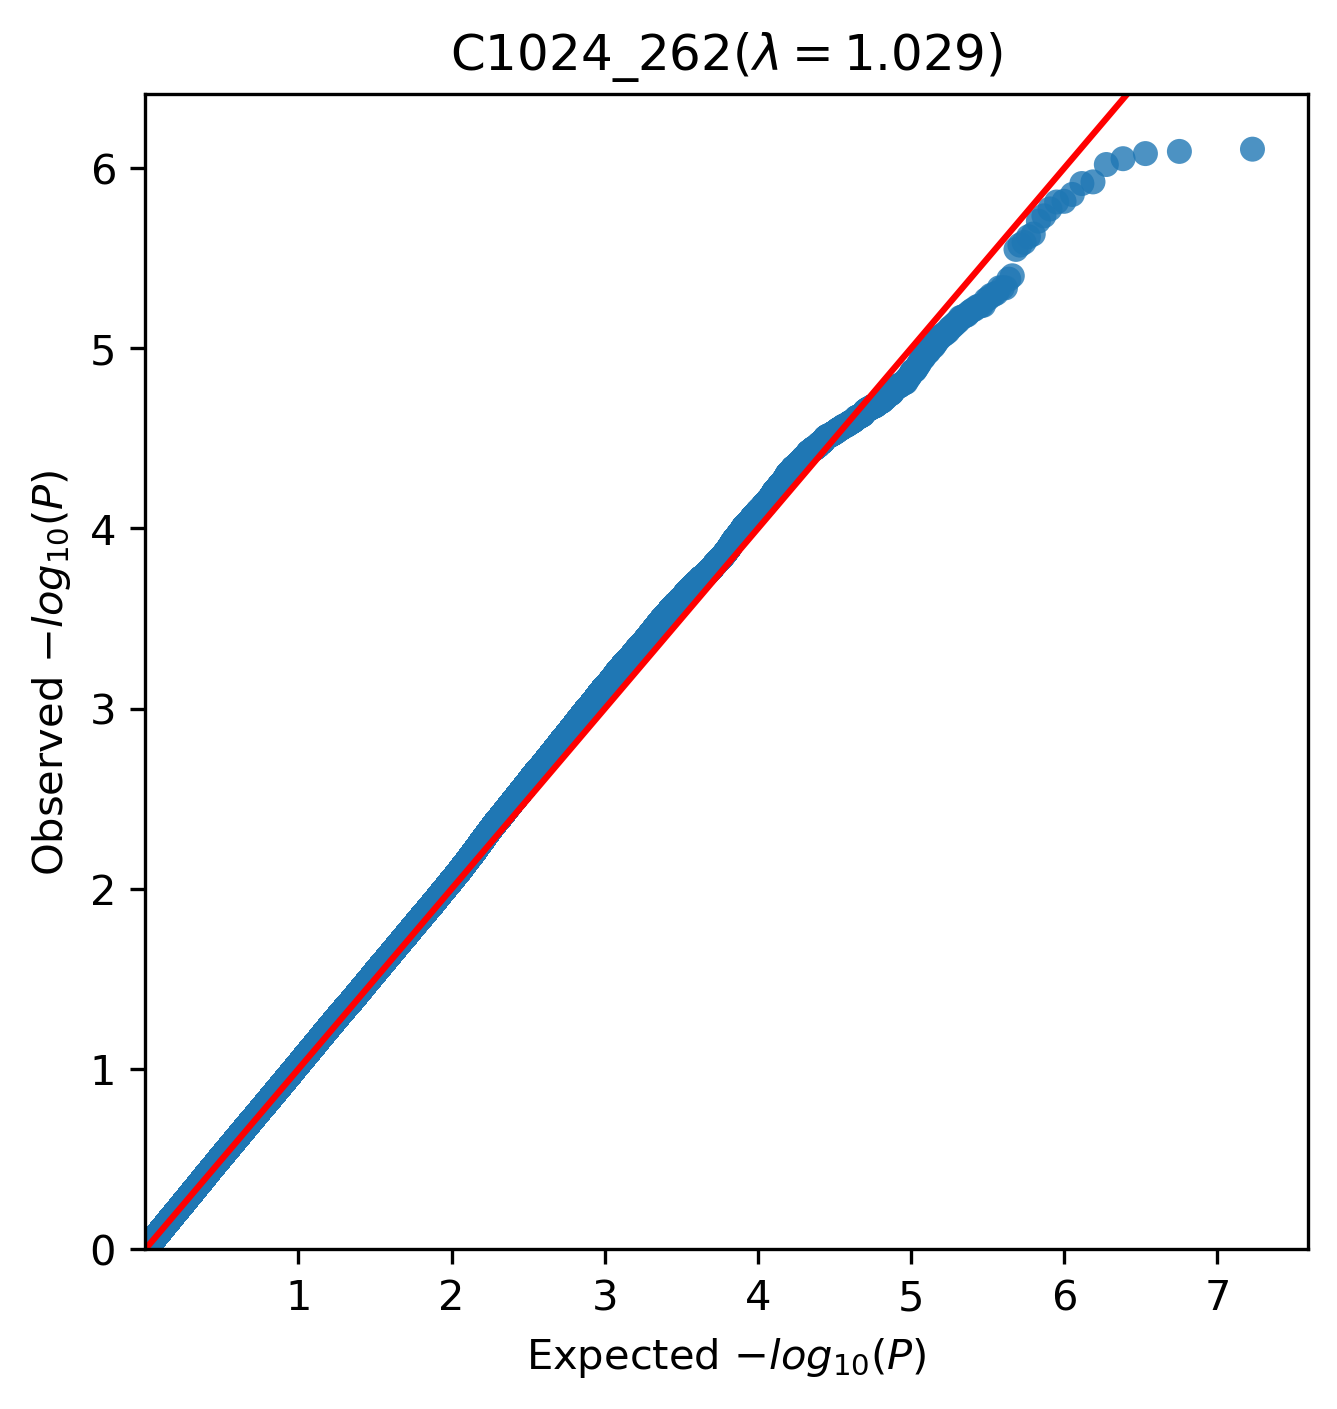 C1024_262(λ = 1.029)
Observed −log₁₀(P)
6
5
4
3
2
1
0
1 2 3 4 5 6 7
Expected −log₁₀(P)